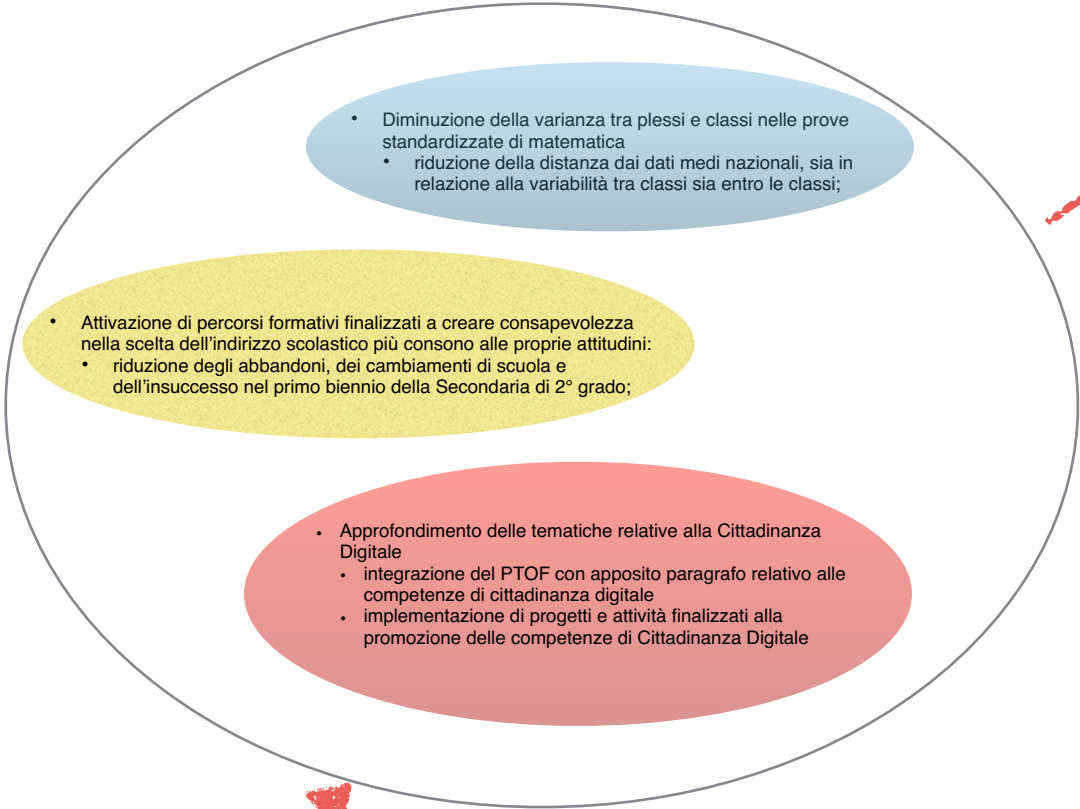 • Diminuzione della varianza tra plessi e classi nelle prove
standardizzate di matematica
• riduzione della distanza dai dati medi nazionali, sia in
relazione alla variabilità tra classi sia entro le classi;
• Attivazione di percorsi formativi finalizzati a creare consapevolezza
nella scelta dell’indirizzo scolastico più consono alle proprie attitudini:
• riduzione degli abbandoni, dei cambiamenti di scuola e
dell’insuccesso nel primo biennio della Secondaria di 2° grado;
• Approfondimento delle tematiche relative alla Cittadinanza
Digitale
• integrazione del PTOF con apposito paragrafo relativo alle
competenze di cittadinanza digitale
• implementazione di progetti e attività finalizzati alla
promozione delle competenze di Cittadinanza Digitale